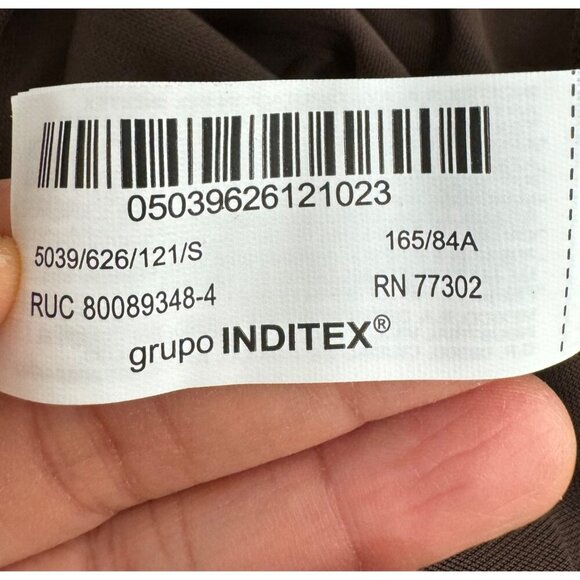 05039626121023
5039/626/121/S 165/84A
RUC 80089348-4 RN 77302
grupo INDITEX®